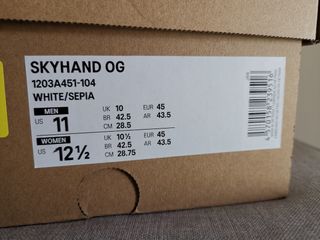 SKYHAND OG
1203A451-104
WHITE/SEPIA
MEN
US 11
UK 10 EUR 45
BR 42.5 AR 43.5
CM 28.5
WOMEN
US 12½
UK 10½ EUR 45
BR 42.5 AR 43.5
CM 28.75